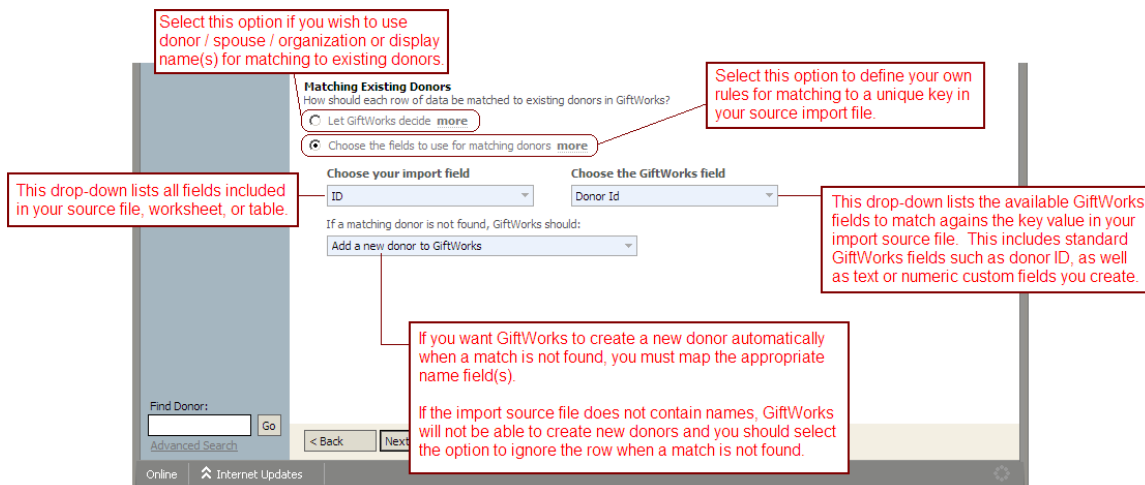 Select this option if you wish to use
donor / spouse / organization or display
name(s) for matching to existing donors.
Matching Existing Donors
How should each row of data be matched to existing donors in GiftWorks?
Let GiftWorks decide more
Choose the fields to use for matching donors more
Select this option to define your own
rules for matching to a unique key in
your source import file.
Choose your import field
Choose the GiftWorks field
ID
Donor Id
This drop-down lists all fields included
in your source file, worksheet, or table.
This drop-down lists the available GiftWorks
fields to match agains the key value in your
import source file. This includes standard
GiftWorks fields such as donor ID, as well
as text or numeric custom fields you create.
If a matching donor is not found, GiftWorks should:
Add a new donor to GiftWorks
If you want GiftWorks to create a new donor automatically
when a match is not found, you must map the appropriate
name field(s).
If the import source file does not contain names, GiftWorks
will not be able to create new donors and you should select
the option to ignore the row when a match is not found.
Find Donor:
Go
Advanced Search
< Back
Next
Online
Internet Updates